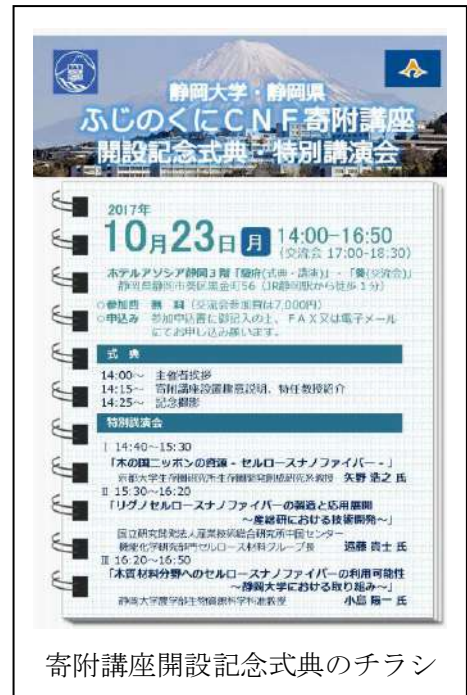 静岡大学・静岡県
ふじのくにCNF寄附講座
開設記念式典・特別講演会
2017年
10月23日 月 14:00-16:50
(交流会 17:00-18:30)
ホテルアソシア静岡3階「駿府(式典・講演)」・「葵(交流会)」
静岡県静岡市葵区黒金町56(JR静岡駅から徒歩1分)
○参加費 無 料(交流会参加費は7,000円)
○申込み 参加申込書に御記入の上、FAX又は電子メール
にてお申し込み願います。
式 典
14:00~ 主催者挨拶
14:15~ 寄附講座設置趣意説明、特任教授紹介
14:25~ 記念撮影
特別講演会
Ⅰ 14:40~15:30
「木の国ニッポンの資源 - セルロースナノファイバー - 」
京都大学生存圏研究所生存圏開発創成研究系教授 矢野 浩之 氏
Ⅱ 15:30~16:20
「リグノセルロースナノファイバーの製造と応用展開
~産総研における技術開発~」
国立研究開発法人産業技術総合研究所中国センター
機能化学研究部門セルロース材料グループ長 遠藤 貴士 氏
Ⅲ 16:20~16:50
「木質材料分野へのセルロースナノファイバーの利用可能性
~静岡大学における取り組み~」
静岡大学農学部生物資源科学科准教授 小島 陽一 氏
寄附講座開設記念式典のチラシ